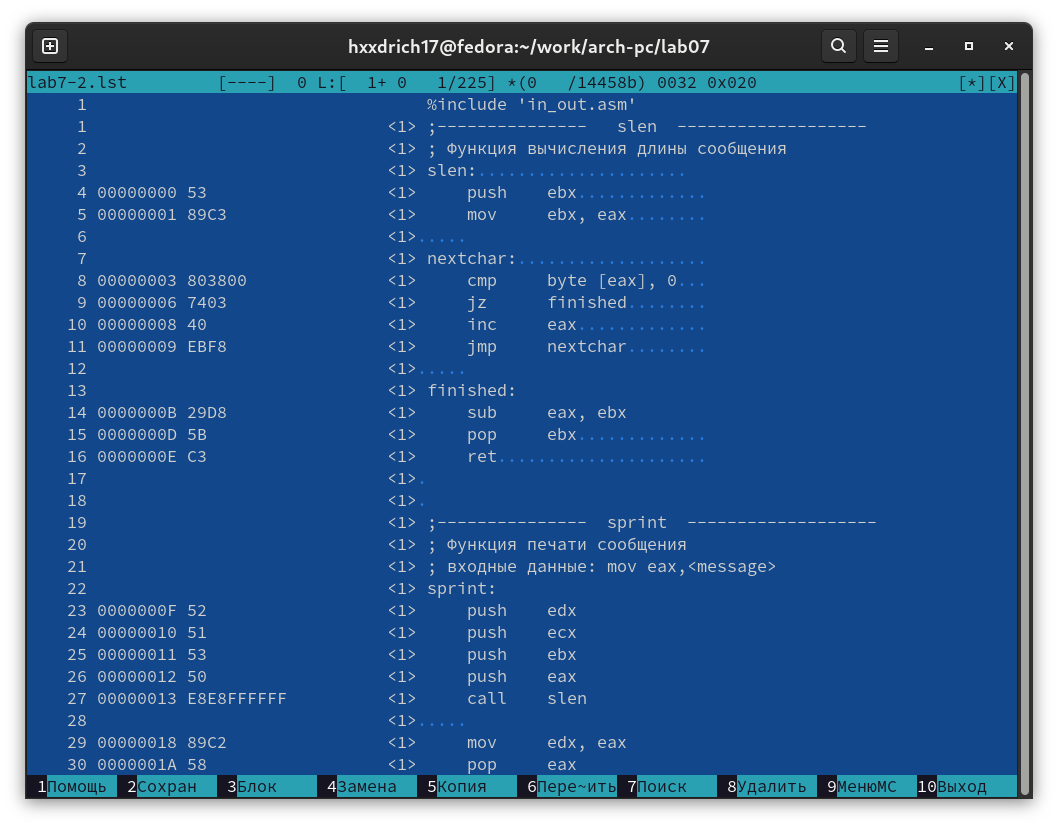 hxxdrich17@fedora:~/work/arch-pc/lab07
lab7-2.lst [----] 0 L:[ 1+ 0 1/225] *(0 /14458b) 0032 0x020 [*][X]
1 %include 'in_out.asm'
1 <1> ;--------------- slen -------------------
2 <1> ; Функция вычисления длины сообщения
3 <1> slen:.....................
4 00000000 53 <1> push ebx.............
5 00000001 89C3 <1> mov ebx, eax........
6 <1>.....
7 <1> nextchar:...................
8 00000003 803800 <1> cmp byte [eax], 0...
9 00000006 7403 <1> jz finished........
10 00000008 40 <1> inc eax.............
11 00000009 EBF8 <1> jmp nextchar........
12 <1>.....
13 <1> finished:
14 0000000B 29D8 <1> sub eax, ebx
15 0000000D 5B <1> pop ebx.............
16 0000000E C3 <1> ret.....................
17 <1>.
18 <1>.
19 <1> ;--------------- sprint -------------------
20 <1> ; Функция печати сообщения
21 <1> ; входные данные: mov eax,<message>
22 <1> sprint:
23 0000000F 52 <1> push edx
24 00000010 51 <1> push ecx
25 00000011 53 <1> push ebx
26 00000012 50 <1> push eax
27 00000013 E8E8FFFFFF <1> call slen
28 <1>.....
29 00000018 89C2 <1> mov edx, eax
30 0000001A 58 <1> pop eax
1Помощь 2Сохран 3Блок 4Замена 5Копия 6Пере~ить 7Поиск 8Удалить 9МенюМС 10Выход